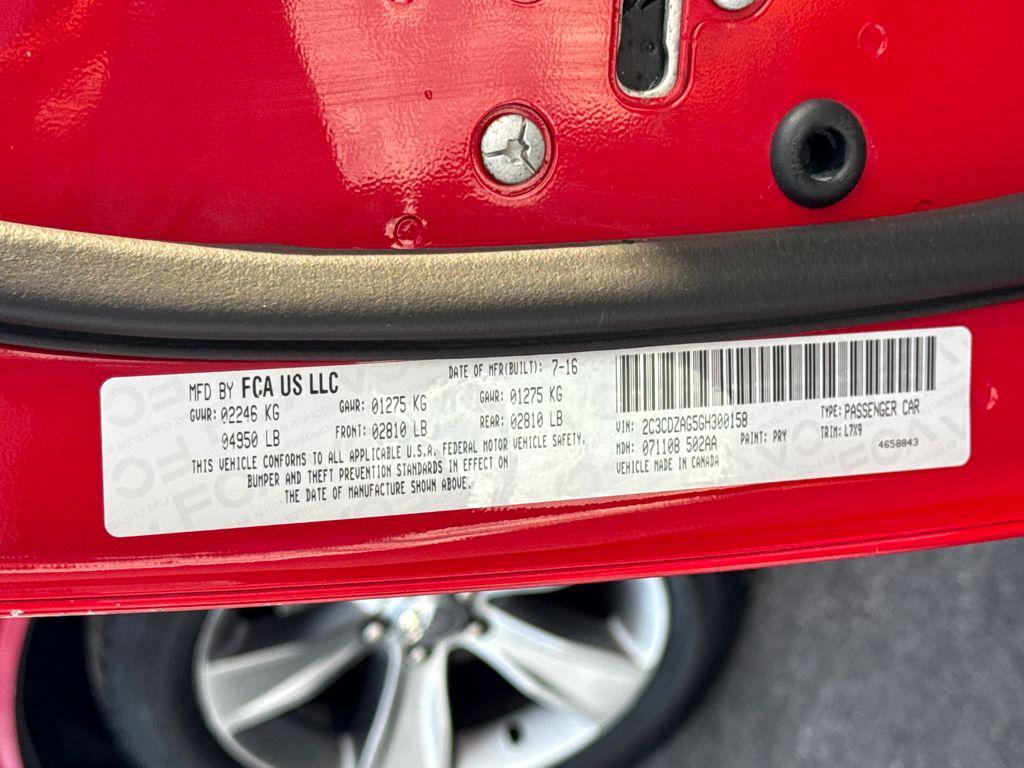 MFD BY FCA US LLC
DATE OF MFR(BUILT): 7-16
GVWR: 02246 KG
GAWR: 01275 KG
GAWR: 01275 KG
04950 LB
FRONT: 02810 LB
REAR: 02810 LB
THIS VEHICLE CONFORMS TO ALL APPLICABLE U.S.A. FEDERAL MOTOR VEHICLE SAFETY,
BUMPER AND THEFT PREVENTION STANDARDS IN EFFECT ON
THE DATE OF MANUFACTURE SHOWN ABOVE.
VIN: 2C3CDZAG5GH300158
TYPE: PASSENGER CAR
MDH: 071108 502AA
PAINT: PRY
TRIM: L7X9
VEHICLE MADE IN CANADA
4658843